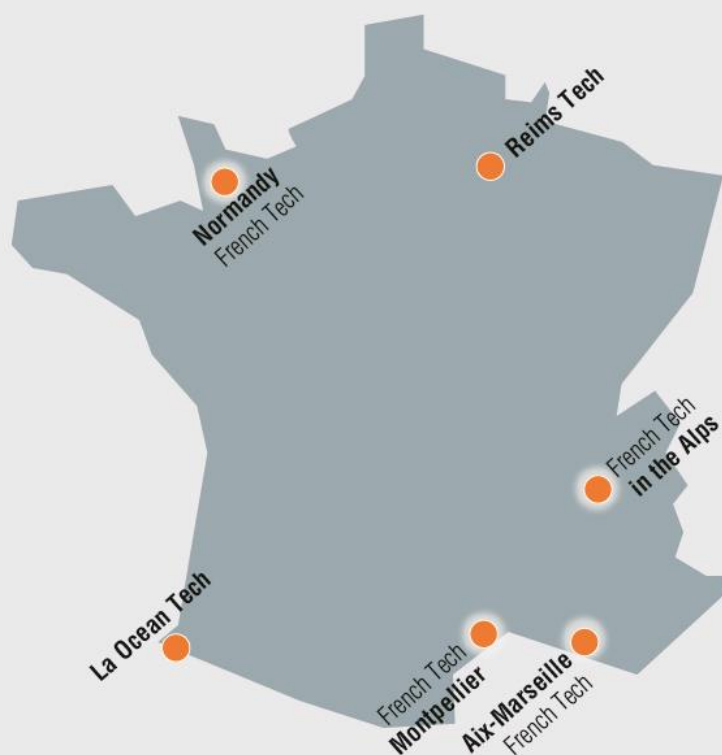 Reims Tech
Normandy
French Tech
French Tech
in the Alps
La Ocean Tech
French Tech
Montpellier
Aix-Marseille
French Tech